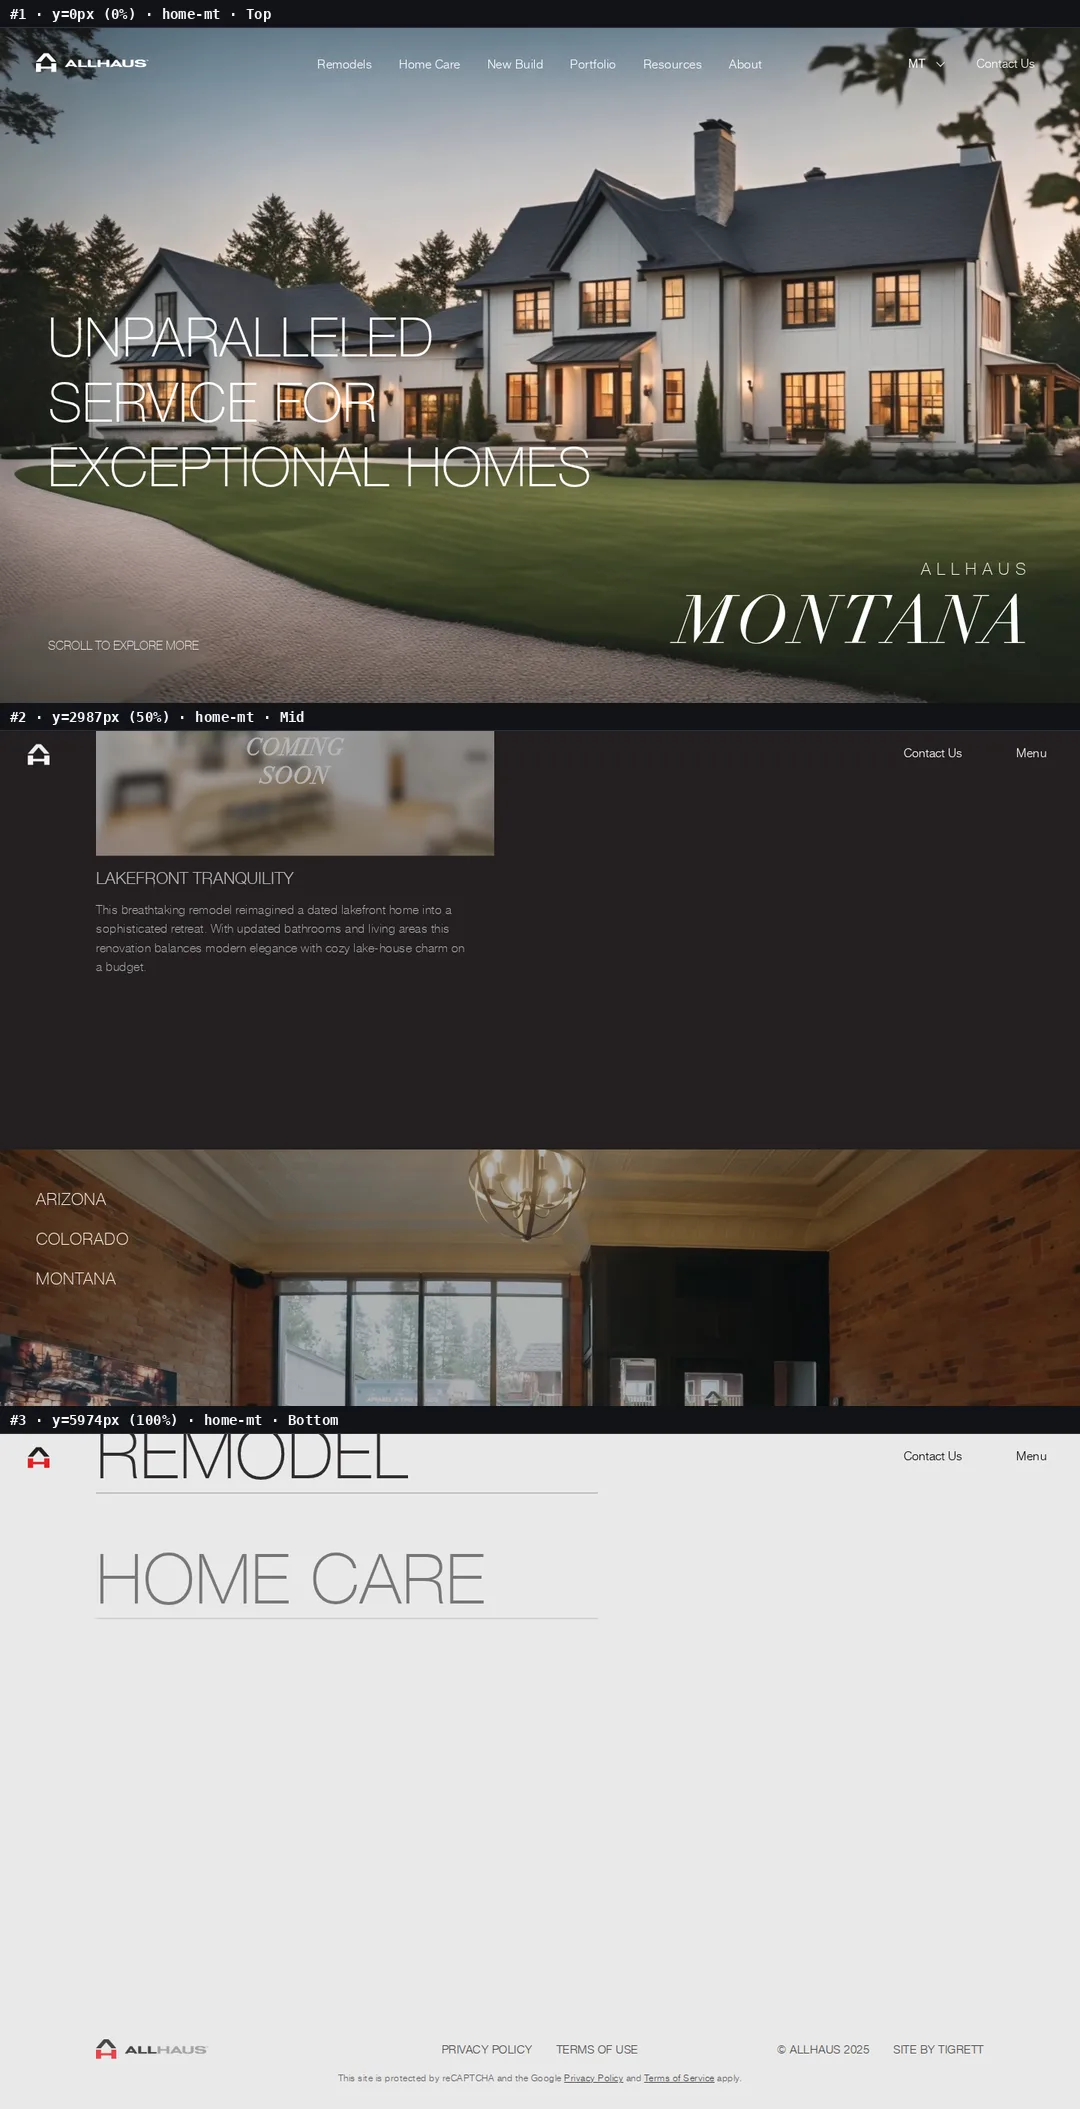 #1 · y=0px (0%) · home-mt · Top
ALLHAUS
Remodels Home Care New Build Portfolio Resources About
MT Contact Us
UNPARALLELED
SERVICE FOR
EXCEPTIONAL HOMES
ALLHAUS
MONTANA
SCROLL TO EXPLORE MORE
#2 · y=2987px (50%) · home-mt · Mid
Contact Us Menu
COMING
SOON
LAKEFRONT TRANQUILITY
This breathtaking remodel reimagined a dated lakefront home into a
sophisticated retreat. With updated bathrooms and living areas this
renovation balances modern elegance with cozy lake-house charm on
a budget.
ARIZONA
COLORADO
MONTANA
#3 · y=5974px (100%) · home-mt · Bottom
Contact Us Menu
REMODEL
HOME CARE
ALLHAUS
PRIVACY POLICY TERMS OF USE
© ALLHAUS 2025 SITE BY TIGRETT
This site is protected by reCAPTCHA and the Google Privacy Policy and Terms of Service apply.